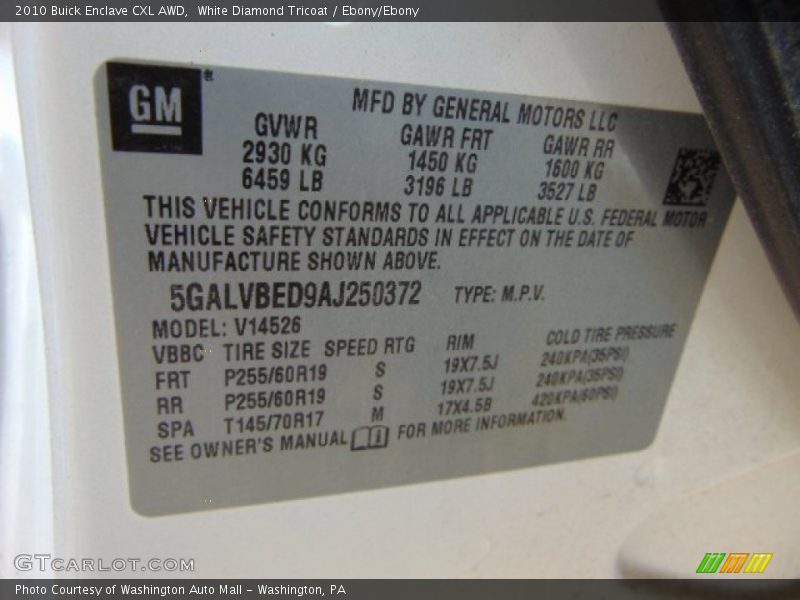 2010 Buick Enclave CXL AWD, White Diamond Tricoat / Ebony/Ebony
GM
MFD BY GENERAL MOTORS LLC
GVWR GAWR FRT GAWR RR
2930 KG 1450 KG 1600 KG
6459 LB 3196 LB 3527 LB
THIS VEHICLE CONFORMS TO ALL APPLICABLE U.S. FEDERAL MOTOR
VEHICLE SAFETY STANDARDS IN EFFECT ON THE DATE OF
MANUFACTURE SHOWN ABOVE.
5GALVBED9AJ250372 TYPE: M.P.V.
MODEL: V14526
VBBC TIRE SIZE SPEED RTG RIM COLD TIRE PRESSURE
FRT P255/60R19 S 19X7.5J 240KPA(35PSI)
RR P255/60R19 S 19X7.5J 240KPA(35PSI)
SPA T145/70R17 M 17X4.5B 420KPA(60PSI)
SEE OWNER'S MANUAL FOR MORE INFORMATION.
GTCARLOT.COM
Photo Courtesy of Washington Auto Mall - Washington, PA